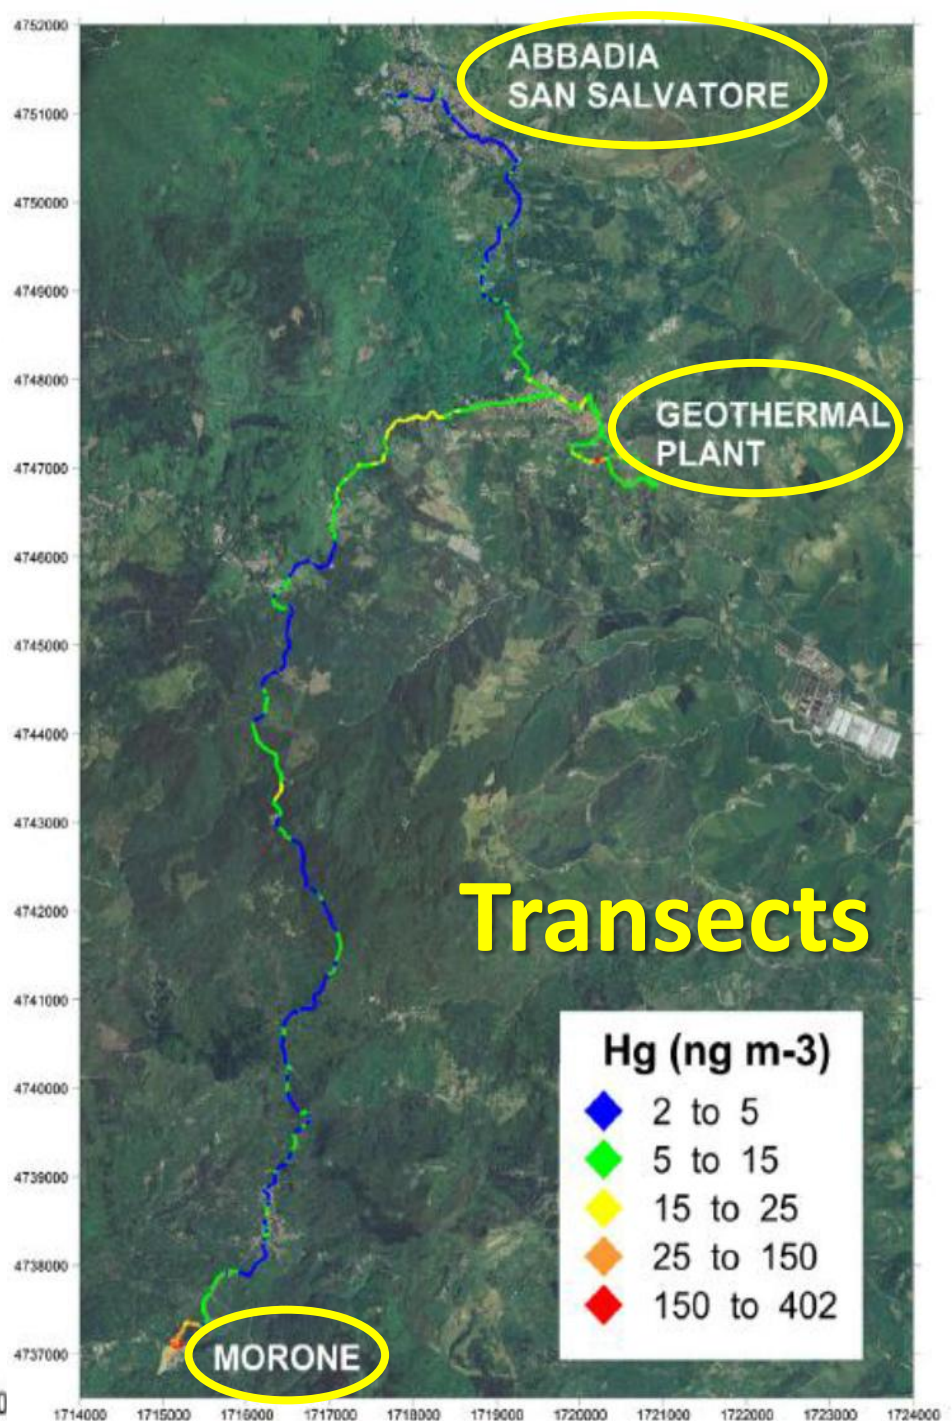 4752000
4751000
4750000
4749000
4748000
4747000
4746000
4745000
4744000
4743000
4742000
4741000
4740000
4739000
4738000
4737000
ABBADIA
SAN SALVATORE
GEOTHERMAL
PLANT
Transects
Hg (ng m-3)
2 to 5
5 to 15
15 to 25
25 to 150
150 to 402
MORONE
0
1714000 1715000 1716000 1717000 1718000 1719000 1720000 1721000 1722000 1723000 1724000